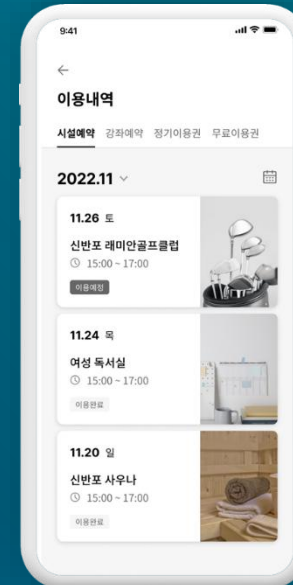 9:41
이용내역
시설예약 강좌예약 정기이용권 무료이용권
2022.11
11.26 토
신반포 래미안골프클럽
15:00 ~ 17:00
이용예정
11.24 목
여성 독서실
15:00 ~ 17:00
이용완료
11.20 일
신반포 사우나
15:00 ~ 17:00
이용완료